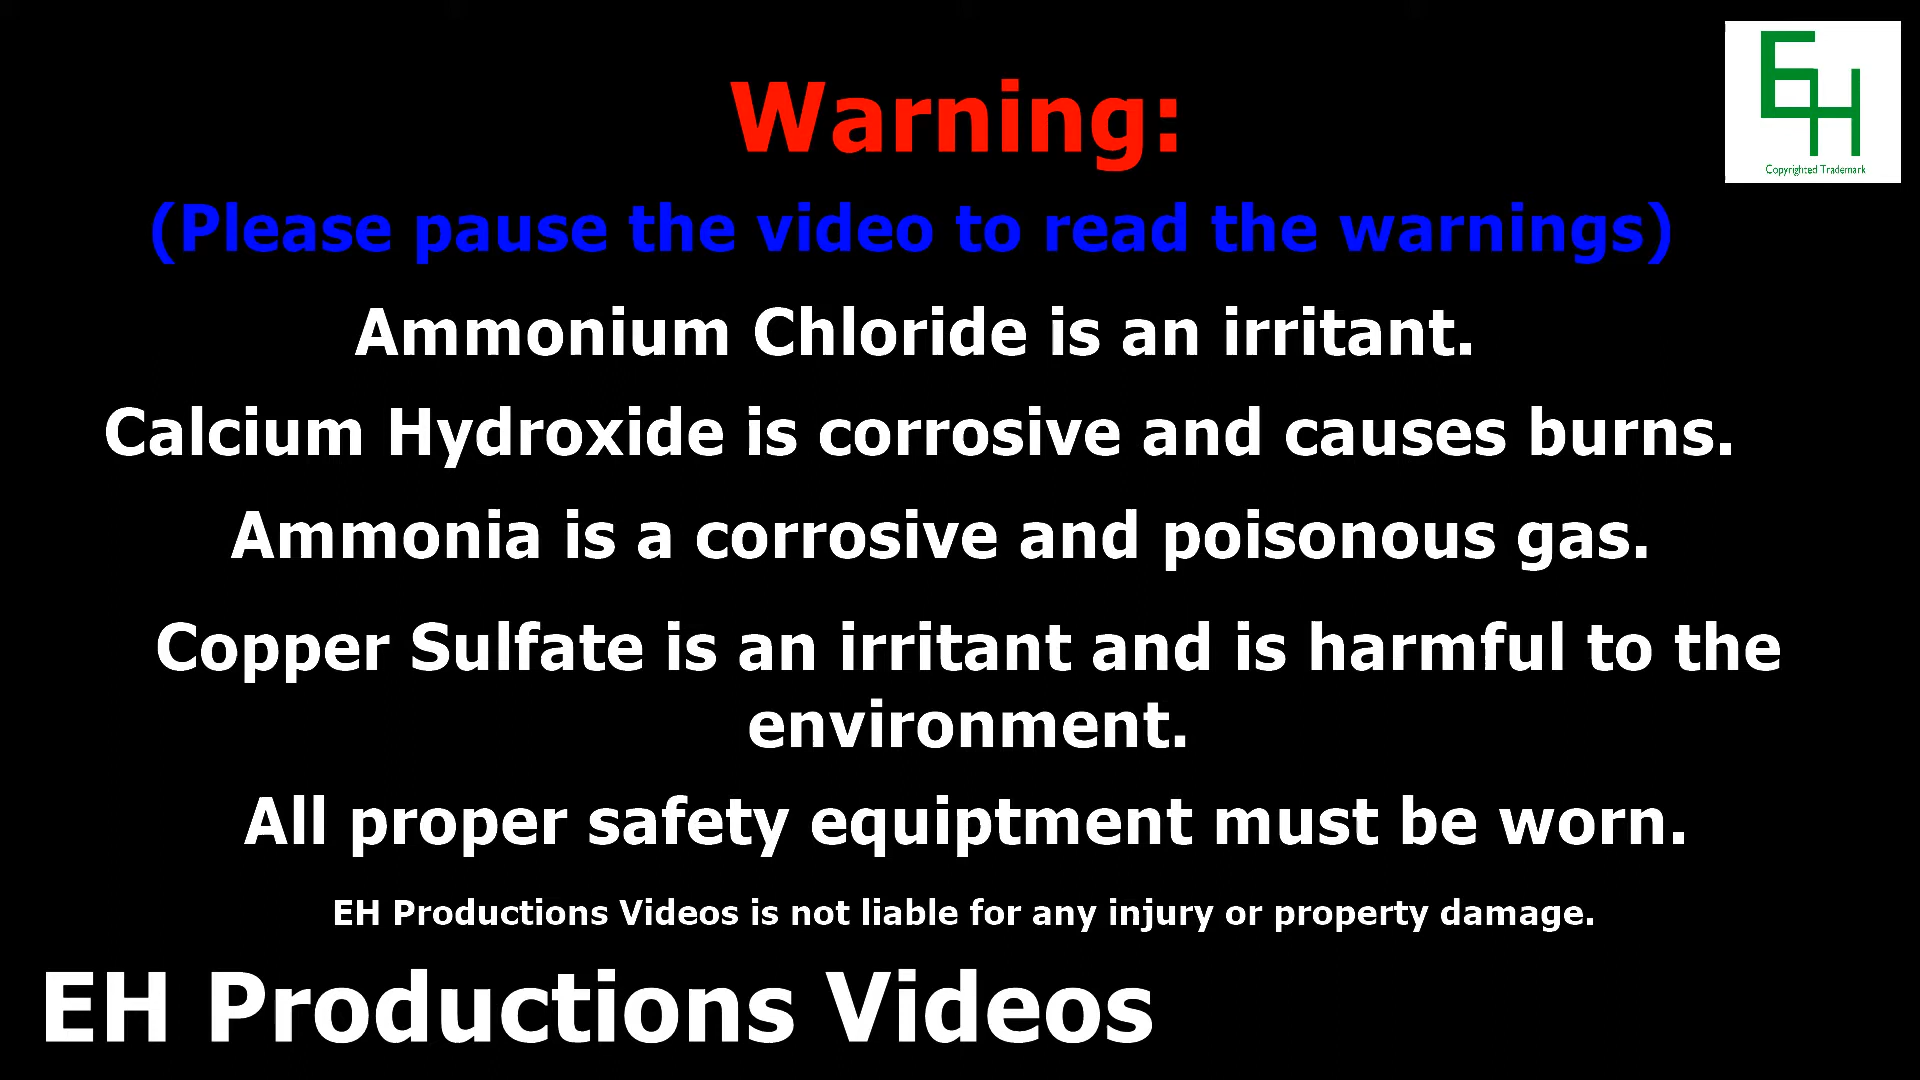 EH
Copyrighted Trademark
Warning:
(Please pause the video to read the warnings)
Ammonium Chloride is an irritant.
Calcium Hydroxide is corrosive and causes burns.
Ammonia is a corrosive and poisonous gas.
Copper Sulfate is an irritant and is harmful to the
environment.
All proper safety equiptment must be worn.
EH Productions Videos is not liable for any injury or property damage.
EH Productions Videos